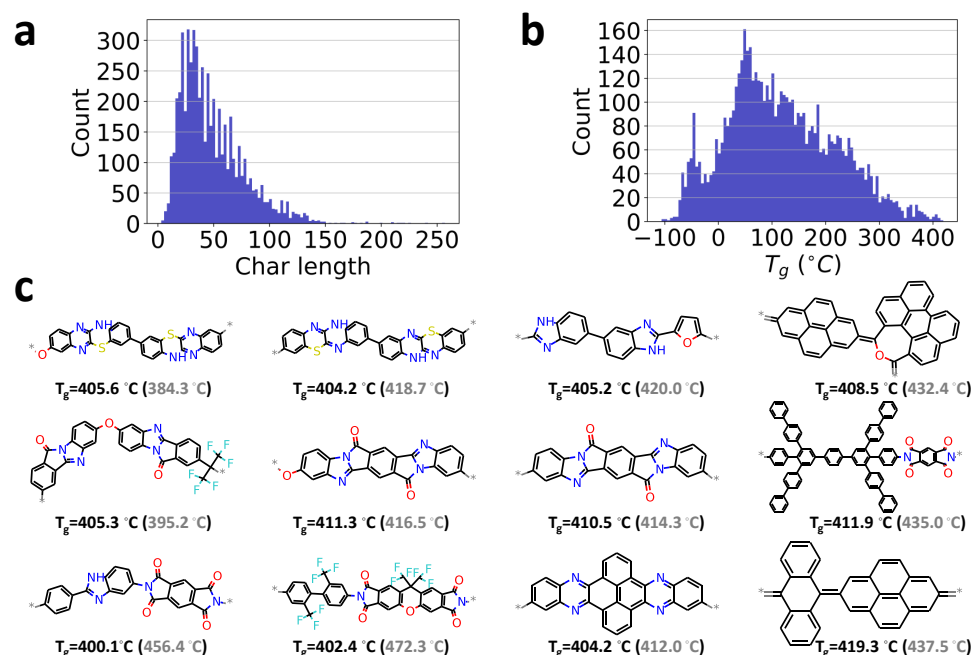 a
b
300
250
200
150
100
50
0
Count
0 50 100 150 200 250
Char length
160
140
120
100
80
60
40
20
0
Count
−100 0 100 200 300 400
T_g (°C)
c
T_g=405.6 °C (384.3 °C)
T_g=404.2 °C (418.7 °C)
T_g=405.2 °C (420.0 °C)
T_g=408.5 °C (432.4 °C)
T_g=405.3 °C (395.2 °C)
T_g=411.3 °C (416.5 °C)
T_g=410.5 °C (414.3 °C)
T_g=411.9 °C (435.0 °C)
T_g=400.1°C (456.4 °C)
T_g=402.4 °C (472.3 °C)
T_g=404.2 °C (412.0 °C)
T_g=419.3 °C (437.5 °C)